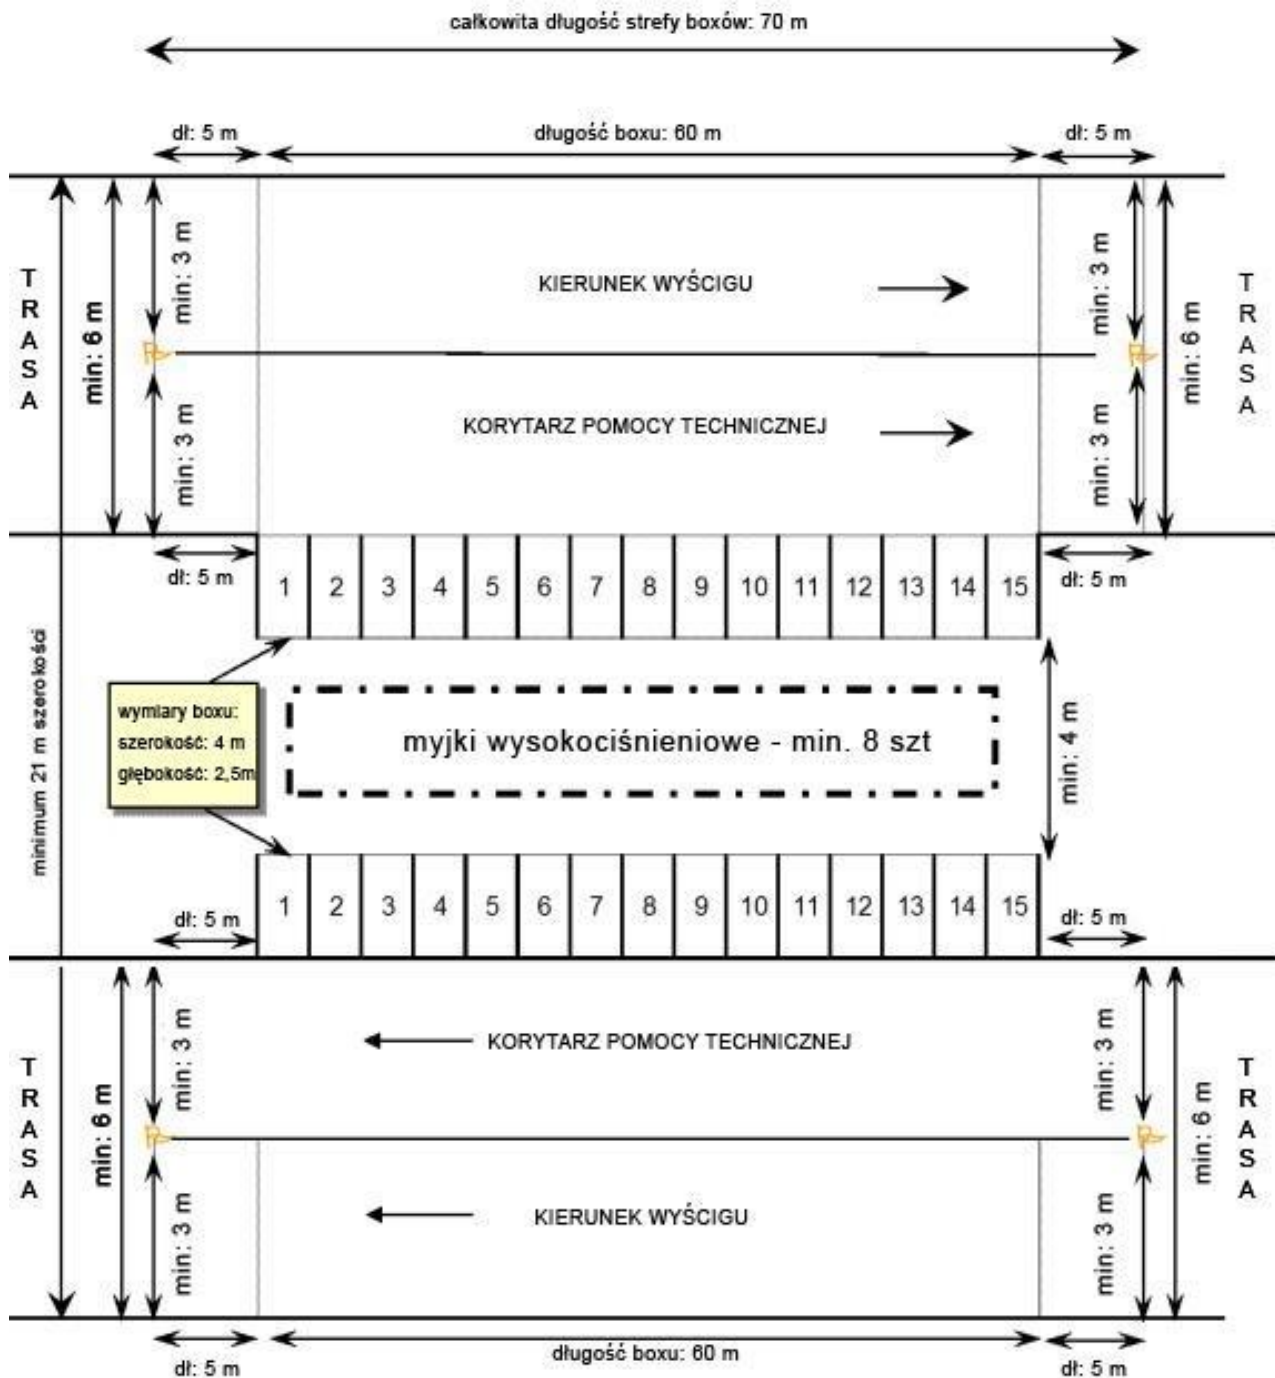 całkowita długość strefy boxów: 70 m
dł: 5 m
długość boxu: 60 m
dł: 5 m
TRASA
min: 6 m
min: 3 m
KIERUNEK WYŚCIGU
min: 3 m
min: 6 m
TRASA
min: 3 m
KORYTARZ POMOCY TECHNICZNEJ
min: 3 m
dł: 5 m
1 2 3 4 5 6 7 8 9 10 11 12 13 14 15
dł: 5 m
minimum 21 m szerokości
wymiary boxu:
szerokość: 4 m
głębokość: 2,5m
myjki wysokociśnieniowe - min. 8 szt
min: 4 m
dł: 5 m
1 2 3 4 5 6 7 8 9 10 11 12 13 14 15
dł: 5 m
TRASA
min: 6 m
min: 3 m
KORYTARZ POMOCY TECHNICZNEJ
min: 3 m
min: 6 m
TRASA
min: 3 m
KIERUNEK WYŚCIGU
min: 3 m
dł: 5 m
długość boxu: 60 m
dł: 5 m